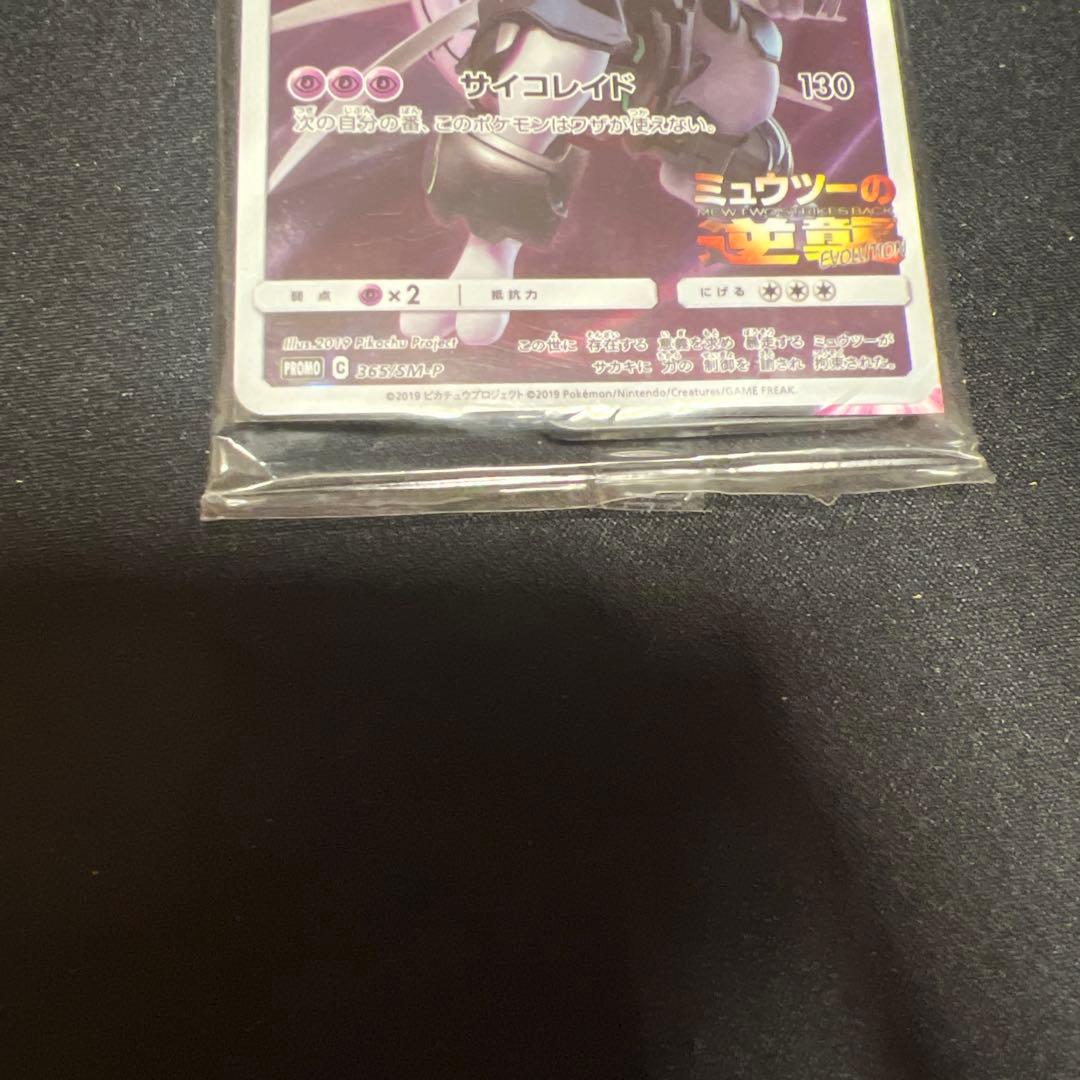 サイコレイド 130
次の自分の番、このポケモンはワザが使えない。
ミュウツーの
MEWTWO STRIKES BACK
逆襲
EVOLUTION
弱点 ×2 抵抗力 にげる
Illus.2019 Pikachu Project
この世に 存在する 意義を求め 暴走する ミュウツーが
サカキに 力の 制御を 諭され 拘束された。
PROMO C 365/SM-P
©2019 ピカチュウプロジェクト ©2019 Pokémon/Nintendo/Creatures/GAME FREAK.